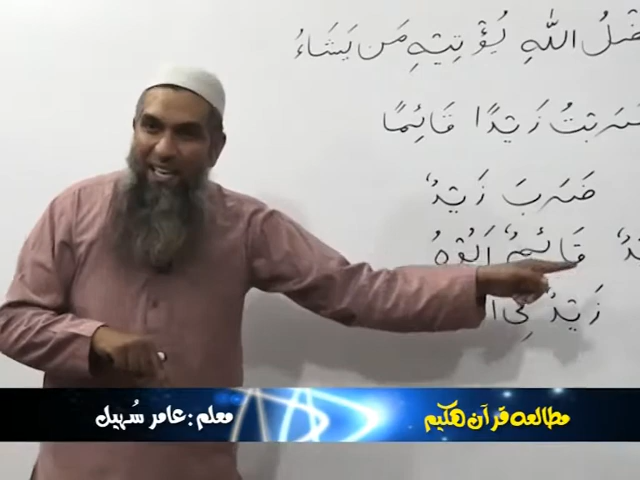 فَضْلُ اللّٰهِ يُؤْتِيْهِ مَن يَشَاءُ
ضَرَبْتُ زَيْدًا قَائِمًا
ضَرَبَ زَيْدٌ
قَائِمٌ اَبُوْهُ
زَيْدٌ فِي
مطالعہ قرآن حکیم
معلم : عامر سُہیل